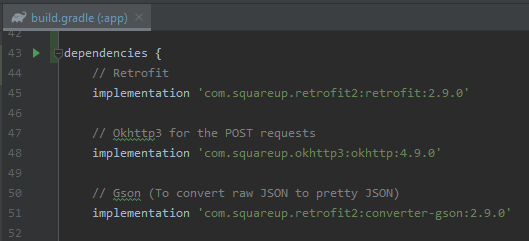 build.gradle (:app)
42
43 dependencies {
44 // Retrofit
45 implementation 'com.squareup.retrofit2:retrofit:2.9.0'
46
47 // Okhttp3 for the POST requests
48 implementation 'com.squareup.okhttp3:okhttp:4.9.0'
49
50 // Gson (To convert raw JSON to pretty JSON)
51 implementation 'com.squareup.retrofit2:converter-gson:2.9.0'
52